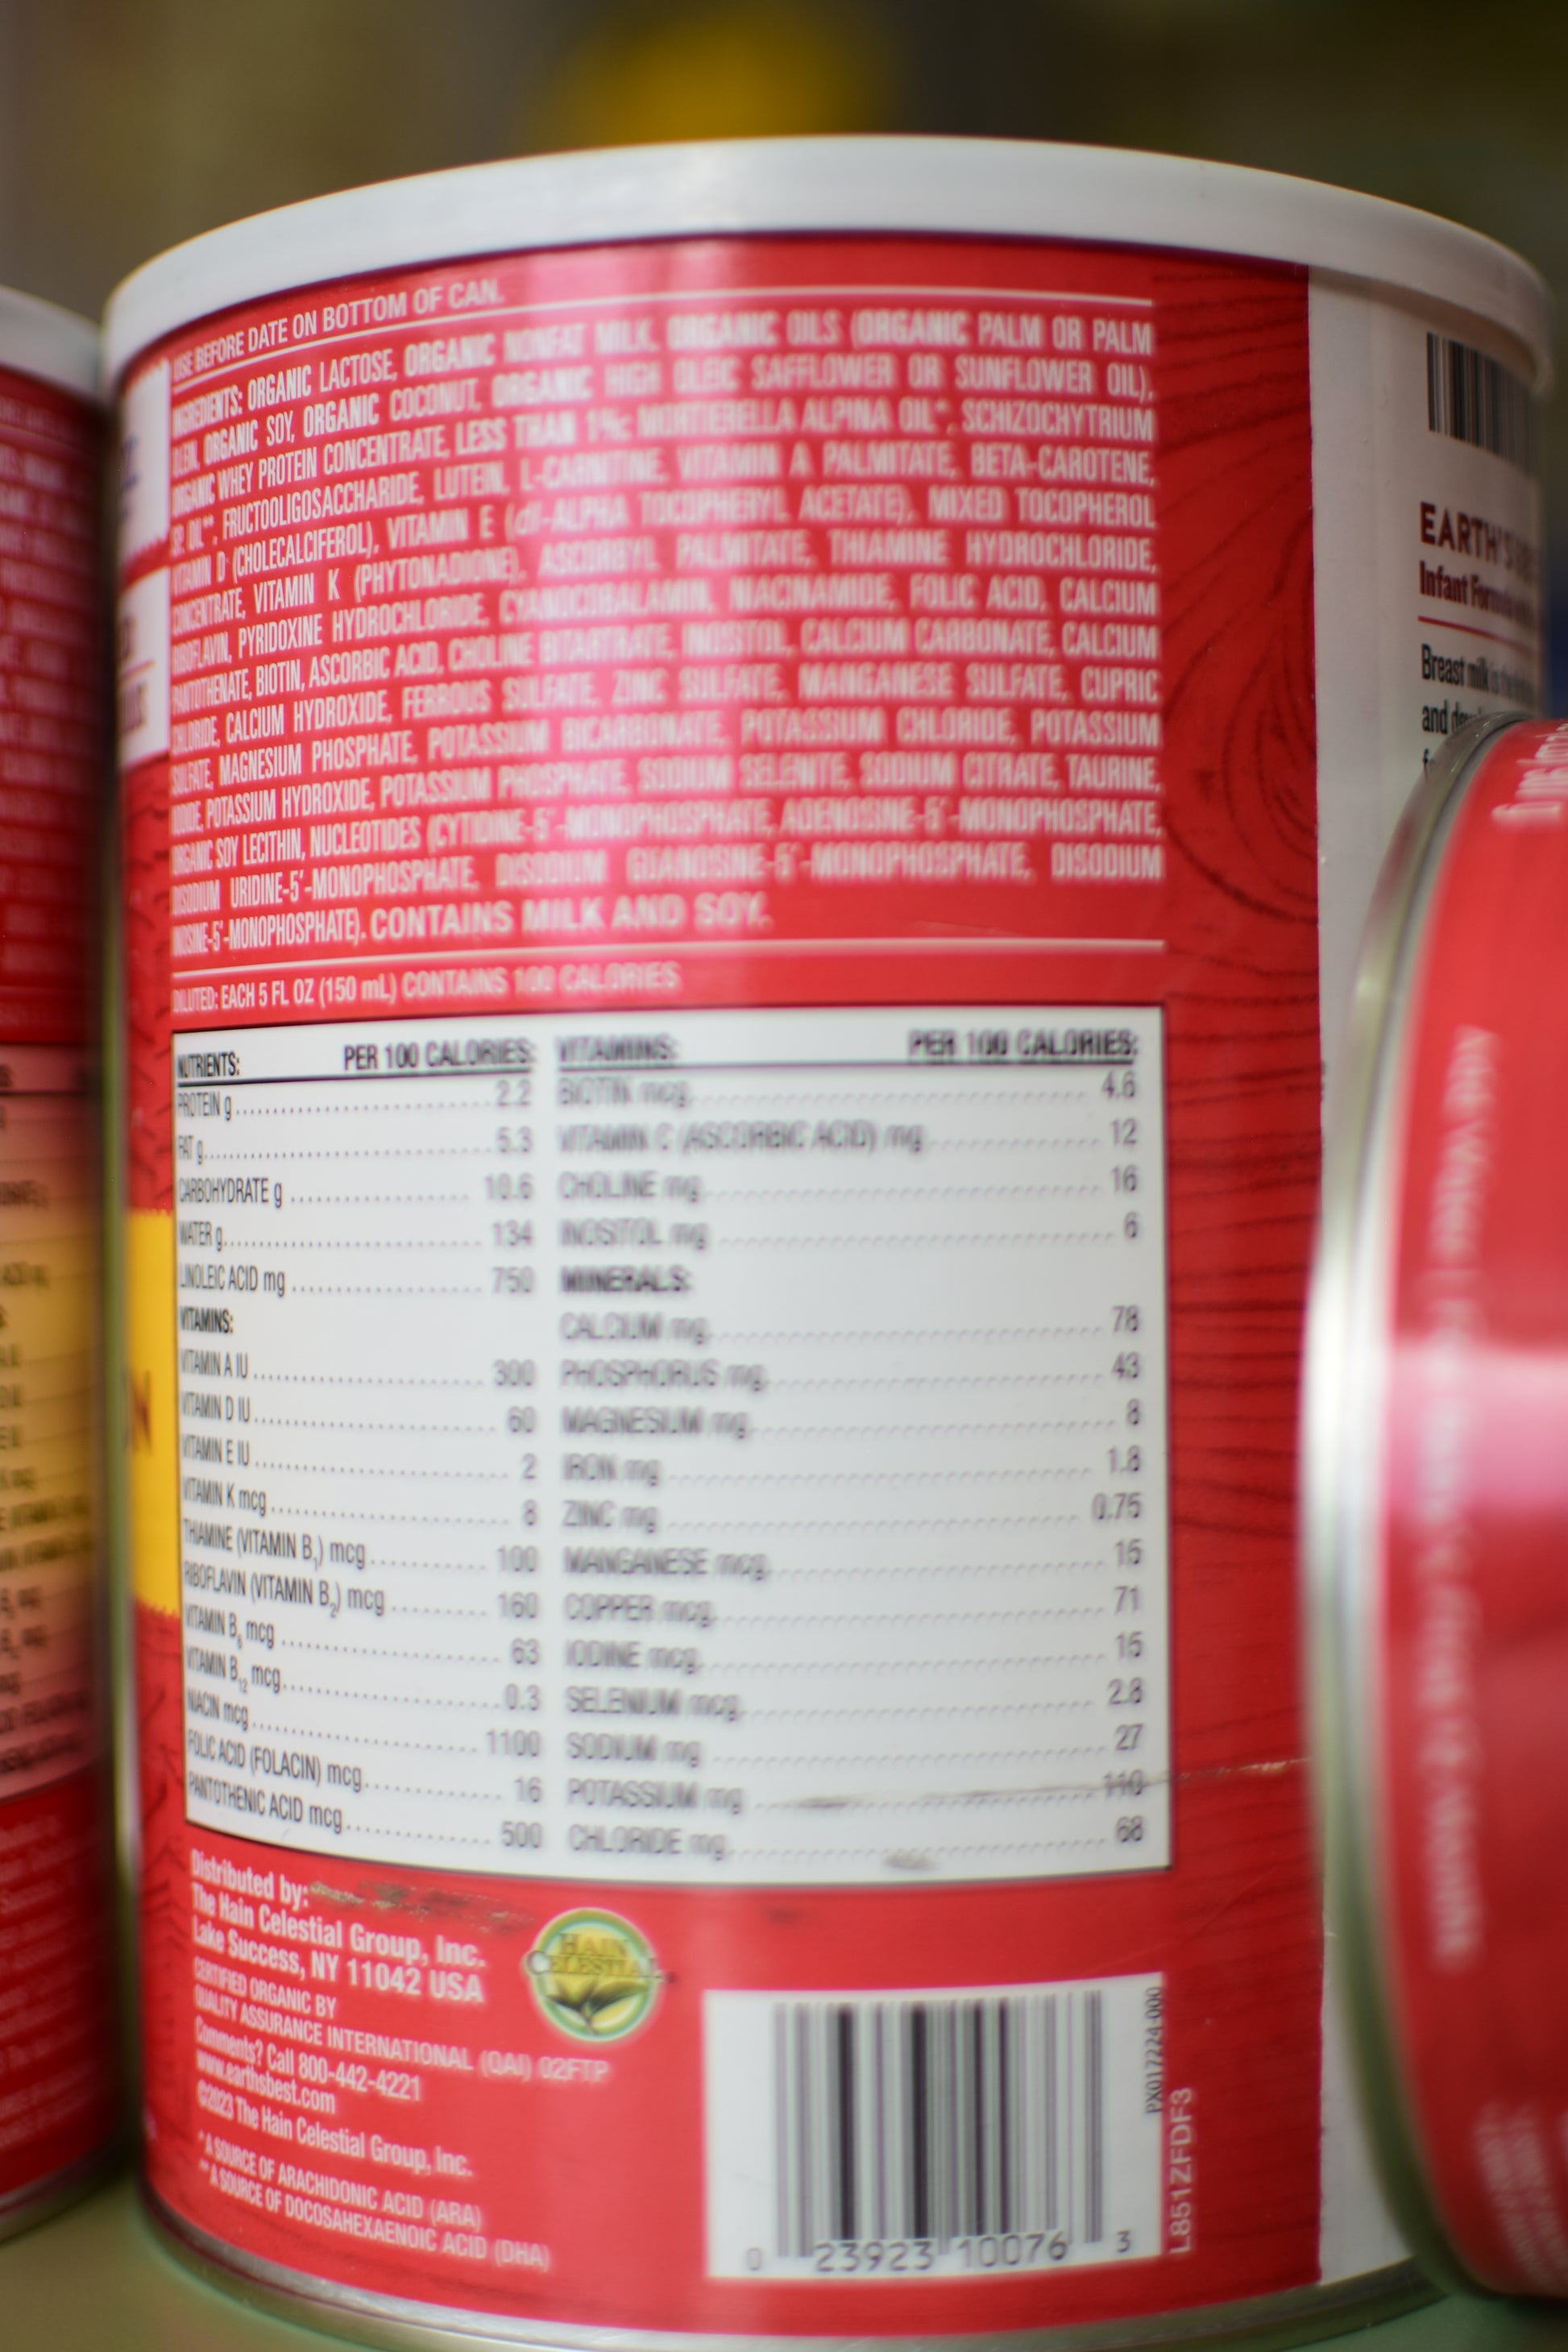 USE BEFORE DATE ON BOTTOM OF CAN.
INGREDIENTS: ORGANIC LACTOSE, ORGANIC NONFAT MILK, ORGANIC OILS (ORGANIC PALM OR PALM
OLEIN, ORGANIC SOY, ORGANIC COCONUT, ORGANIC HIGH OLEIC SAFFLOWER OR SUNFLOWER OIL),
ORGANIC WHEY PROTEIN CONCENTRATE, LESS THAN 1%: MORTIERELLA ALPINA OIL*, SCHIZOCHYTRIUM
SP. OIL**, FRUCTOOLIGOSACCHARIDE, LUTEIN, L-CARNITINE, VITAMIN A PALMITATE, BETA-CAROTENE,
VITAMIN D (CHOLECALCIFEROL), VITAMIN E (dl-ALPHA TOCOPHERYL ACETATE), MIXED TOCOPHEROL
CONCENTRATE, VITAMIN K (PHYTONADIONE), ASCORBYL PALMITATE, THIAMINE HYDROCHLORIDE,
RIBOFLAVIN, PYRIDOXINE HYDROCHLORIDE, CYANOCOBALAMIN, NIACINAMIDE, FOLIC ACID, CALCIUM
PANTOTHENATE, BIOTIN, ASCORBIC ACID, CHOLINE BITARTRATE, INOSITOL, CALCIUM CARBONATE, CALCIUM
CHLORIDE, CALCIUM HYDROXIDE, FERROUS SULFATE, ZINC SULFATE, MANGANESE SULFATE, CUPRIC
SULFATE, MAGNESIUM PHOSPHATE, POTASSIUM BICARBONATE, POTASSIUM CHLORIDE, POTASSIUM
IODIDE, POTASSIUM HYDROXIDE, POTASSIUM PHOSPHATE, SODIUM SELENITE, SODIUM CITRATE, TAURINE,
ORGANIC SOY LECITHIN, NUCLEOTIDES (CYTIDINE-5'-MONOPHOSPHATE, ADENOSINE-5'-MONOPHOSPHATE,
DISODIUM URIDINE-5'-MONOPHOSPHATE, DISODIUM GUANOSINE-5'-MONOPHOSPHATE, DISODIUM
INOSINE-5'-MONOPHOSPHATE). CONTAINS MILK AND SOY.
DILUTED: EACH 5 FL OZ (150 mL) CONTAINS 100 CALORIES
NUTRIENTS: PER 100 CALORIES:
PROTEIN g 2.2
FAT g 5.3
CARBOHYDRATE g 10.6
WATER g 134
LINOLEIC ACID mg 750
VITAMINS:
VITAMIN A IU 300
VITAMIN D IU 60
VITAMIN E IU 2
VITAMIN K mcg 8
THIAMINE (VITAMIN B₁) mcg 100
RIBOFLAVIN (VITAMIN B₂) mcg 160
VITAMIN B₆ mcg 63
VITAMIN B₁₂ mcg 0.3
NIACIN mcg 1100
FOLIC ACID (FOLACIN) mcg 16
PANTOTHENIC ACID mcg 500
VITAMINS: PER 100 CALORIES:
BIOTIN mcg 4.6
VITAMIN C (ASCORBIC ACID) mg 12
CHOLINE mg 16
INOSITOL mg 6
MINERALS:
CALCIUM mg 78
PHOSPHORUS mg 43
MAGNESIUM mg 8
IRON mg 1.8
ZINC mg 0.75
MANGANESE mcg 15
COPPER mcg 71
IODINE mcg 15
SELENIUM mcg 2.8
SODIUM mg 27
POTASSIUM mg 110
CHLORIDE mg 68
Distributed by:
The Hain Celestial Group, Inc.
Lake Success, NY 11042 USA
CERTIFIED ORGANIC BY
QUALITY ASSURANCE INTERNATIONAL (QAI) 02FTP
Comments? Call 800-442-4221
www.earthsbest.com
©2023 The Hain Celestial Group, Inc.
*A SOURCE OF ARACHIDONIC ACID (ARA)
**A SOURCE OF DOCOSAHEXAENOIC ACID (DHA)
HAIN
CELESTIAL
0 23923 10076 3
PX017224-000
L851ZFDF3
EARTH'S
Infant
Breast milk is
and